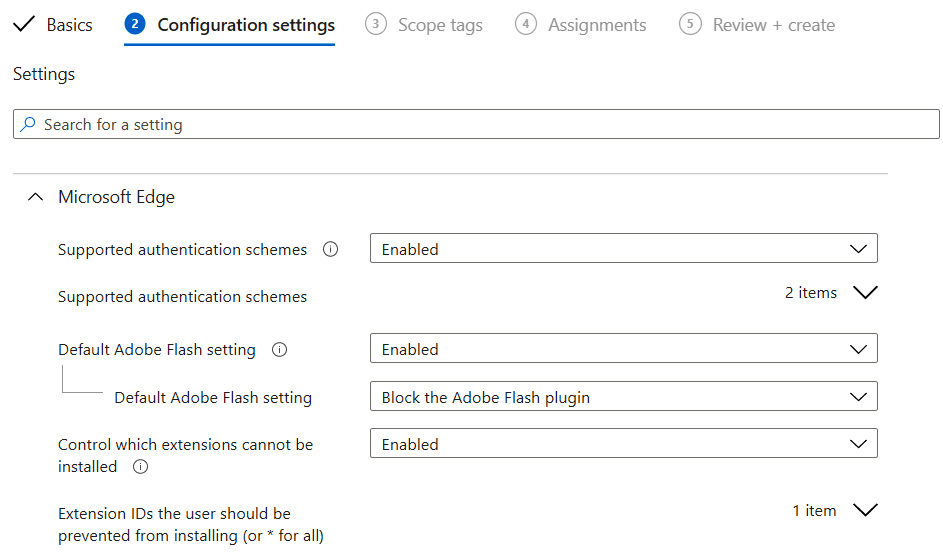 Basics 2 Configuration settings 3 Scope tags 4 Assignments 5 Review + create
Settings
Search for a setting
Microsoft Edge
Supported authentication schemes i Enabled
Supported authentication schemes 2 items
Default Adobe Flash setting i Enabled
Default Adobe Flash setting Block the Adobe Flash plugin
Control which extensions cannot be Enabled
installed i
Extension IDs the user should be 1 item
prevented from installing (or * for all)